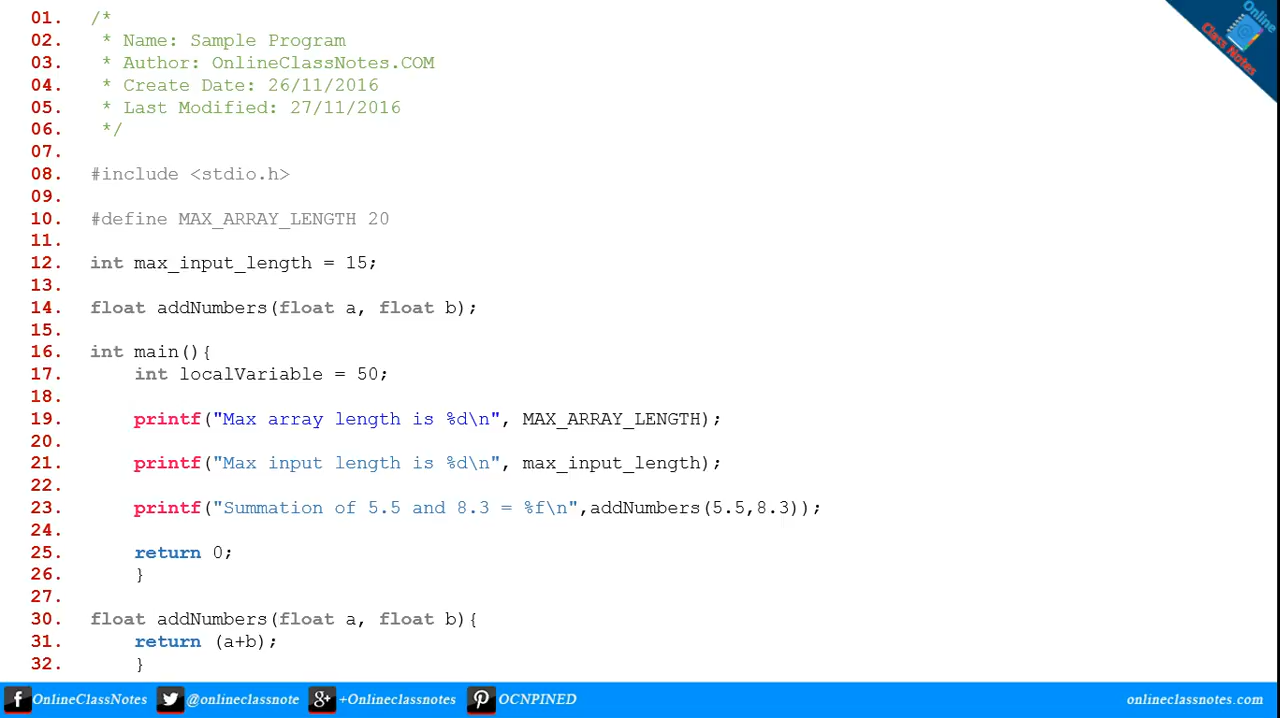 01. /*
02. * Name: Sample Program
03. * Author: OnlineClassNotes.COM
04. * Create Date: 26/11/2016
05. * Last Modified: 27/11/2016
06. */
07.
08. #include <stdio.h>
09.
10. #define MAX_ARRAY_LENGTH 20
11.
12. int max_input_length = 15;
13.
14. float addNumbers(float a, float b);
15.
16. int main(){
17. int localVariable = 50;
18.
19. printf("Max array length is %d\n", MAX_ARRAY_LENGTH);
20.
21. printf("Max input length is %d\n", max_input_length);
22.
23. printf("Summation of 5.5 and 8.3 = %f\n",addNumbers(5.5,8.3));
24.
25. return 0;
26. }
27.
30. float addNumbers(float a, float b){
31. return (a+b);
32. }
Online
Class Notes
f OnlineClassNotes @onlineclassnote g+ +Onlineclassnotes OCNPINED onlineclassnotes.com